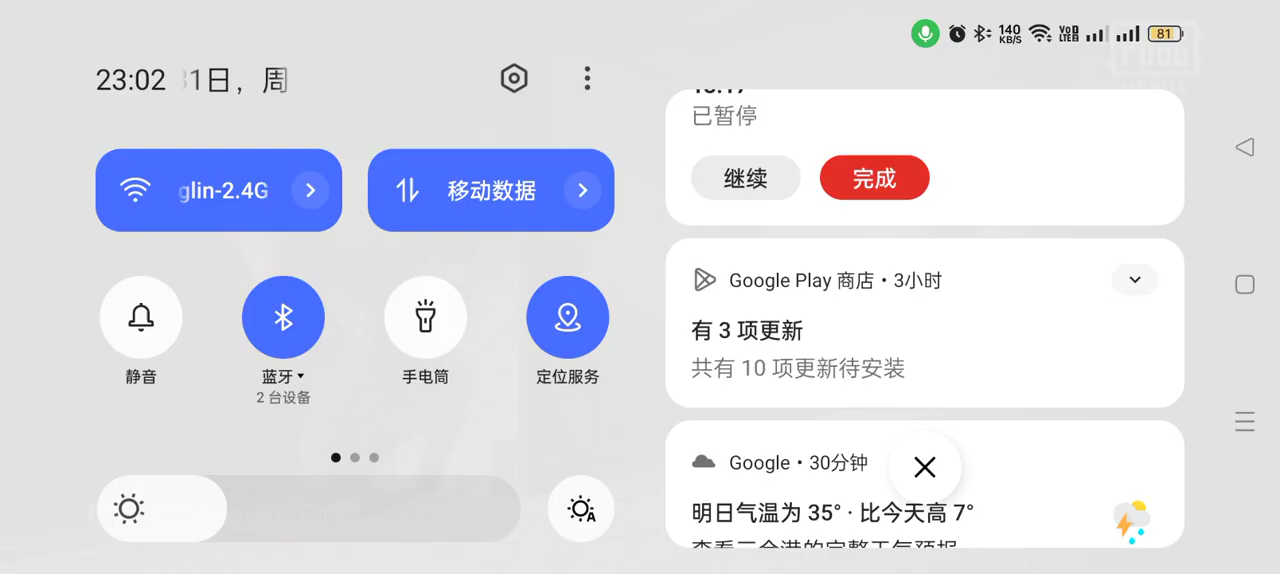 140
KB/S
VoD
LTE2
81
23:02
31日，周
glin-2.4G
移动数据
静音
蓝牙
2 台设备
手电筒
定位服务
A
已暂停
继续
完成
Google Play 商店 • 3小时
有 3 项更新
共有 10 项更新待安装
Google • 30分钟
明日气温为 35° · 比今天高 7°